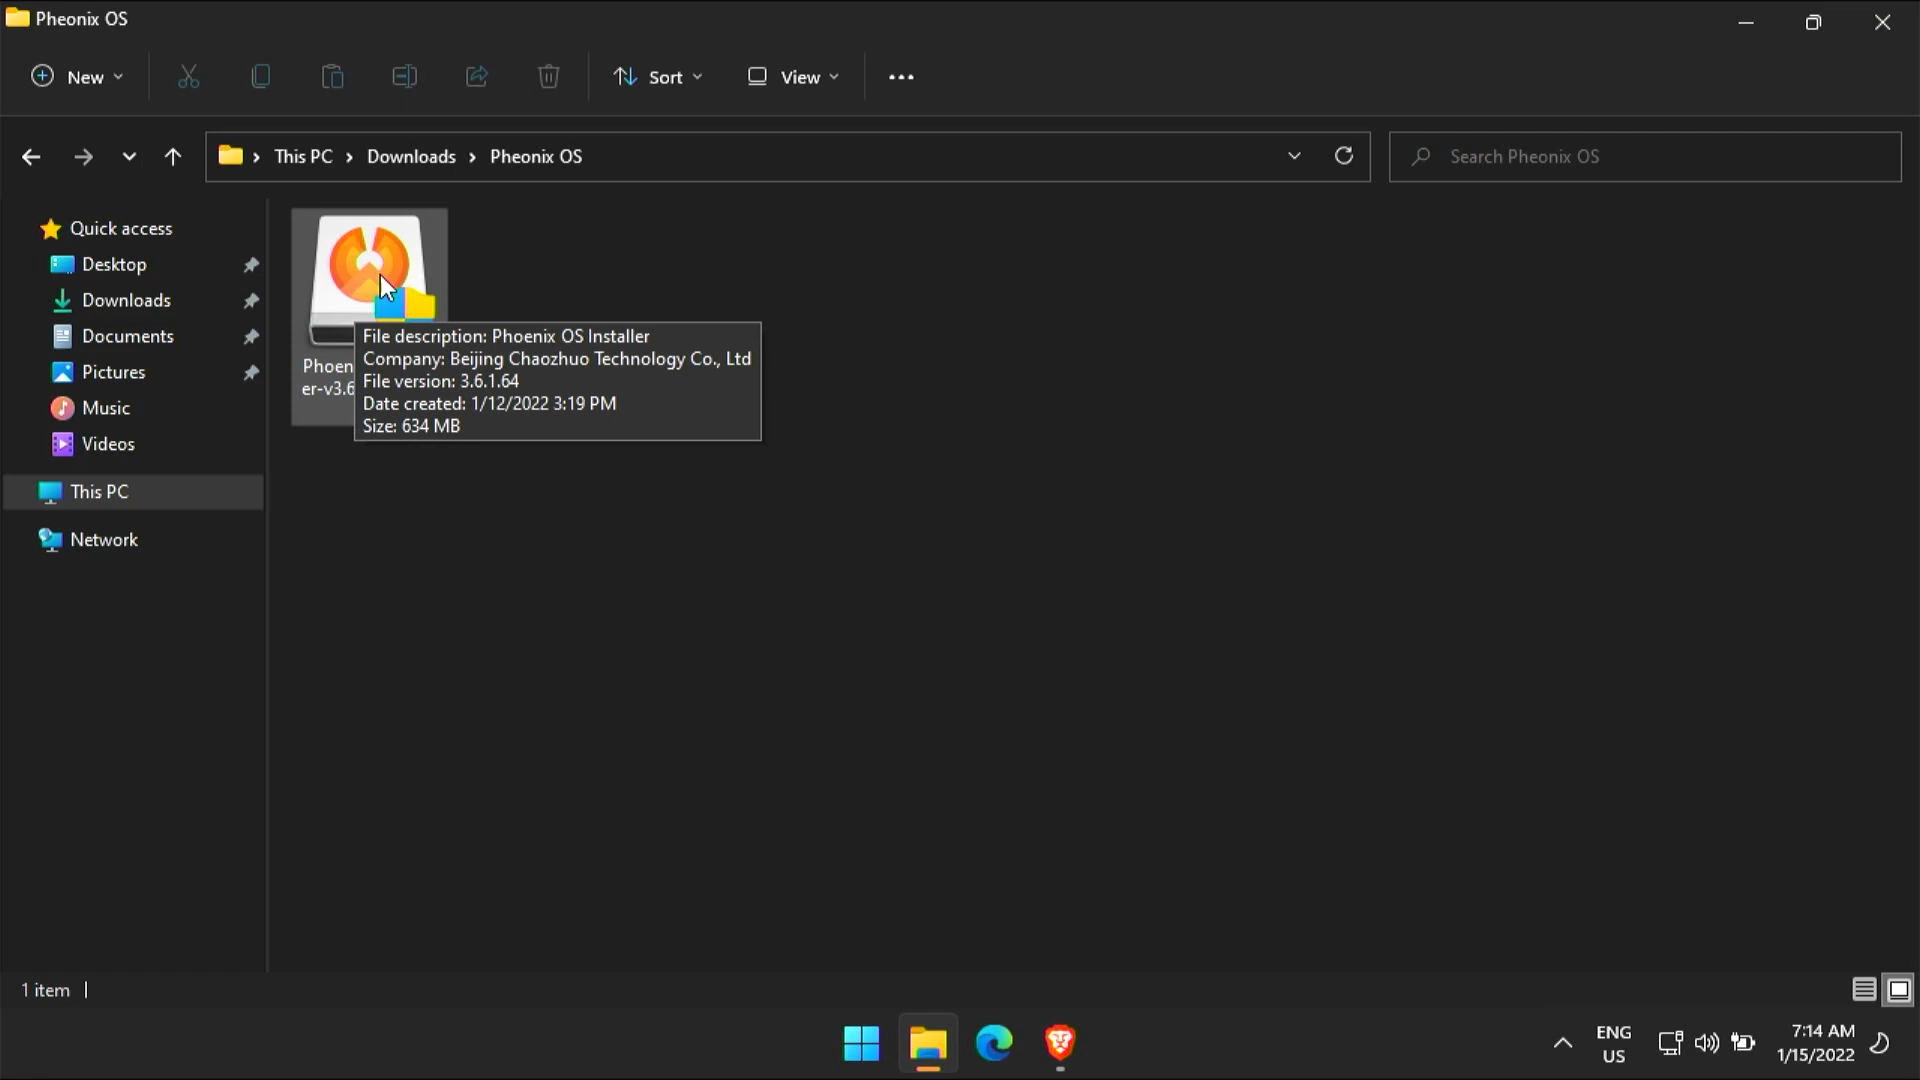 Pheonix OS
New
Sort
View
This PC
Downloads
Pheonix OS
Search Pheonix OS
Quick access
Desktop
Downloads
Documents
Pictures
Music
Videos
This PC
Network
Phoen
er-v3.6
File description: Phoenix OS Installer
Company: Beijing Chaozhuo Technology Co., Ltd
File version: 3.6.1.64
Date created: 1/12/2022 3:19 PM
Size: 634 MB
1 item
ENG
US
7:14 AM
1/15/2022